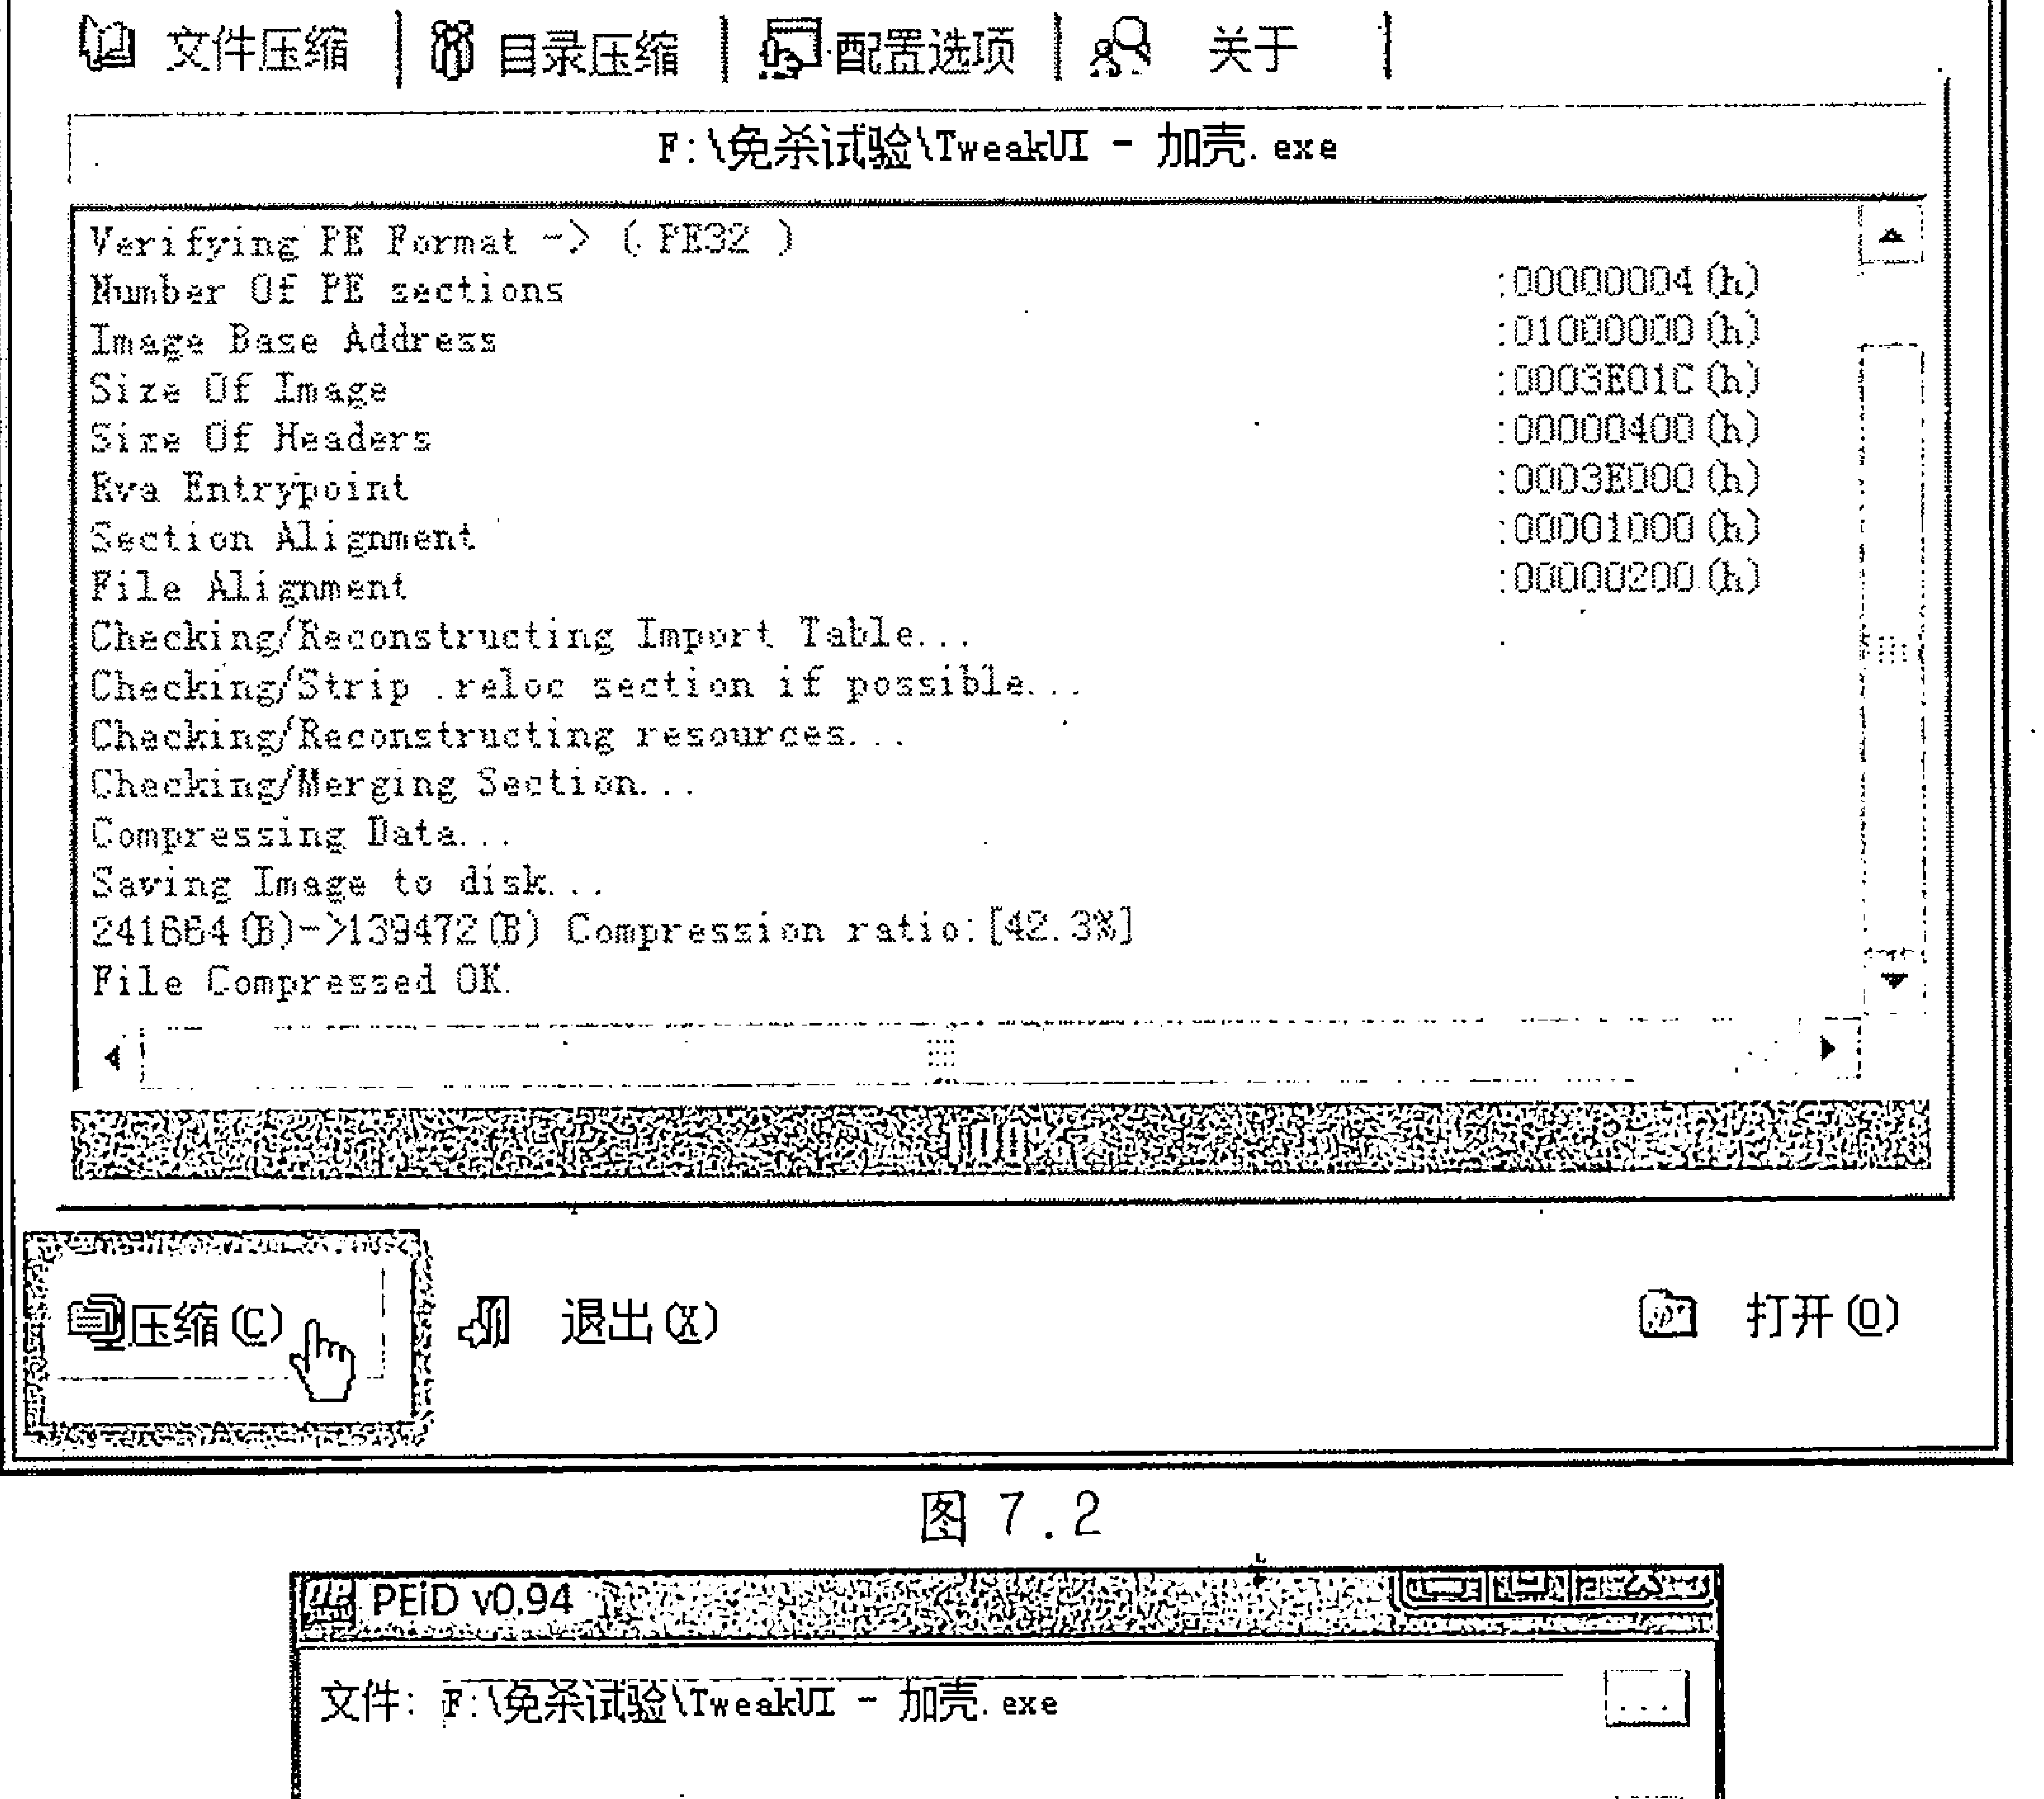 文件压缩 目录压缩 配置选项 关于
F:\免杀试验\TweakUI - 加壳.exe
Verifying PE Format -> ( PE32 )
Number Of PE sections :00000004(h)
Image Base Address :01000000(h)
Size Of Image :0003E01C(h)
Size Of Headers :00000400(h)
Rva Entrypoint :0003E000(h)
Section Alignment :00001000(h)
File Alignment :00000200(h)
Checking/Reconstructing Import Table...
Checking/Strip .reloc section if possible...
Checking/Reconstructing resources...
Checking/Merging Section...
Compressing Data...
Saving Image to disk...
241664(B)->139472(B) Compression ratio:[42.3%]
File Compressed OK.
100%
压缩(C) 退出(X) 打开(O)
图 7.2
PEiD v0.94
文件: F:\免杀试验\TweakUI - 加壳.exe ...